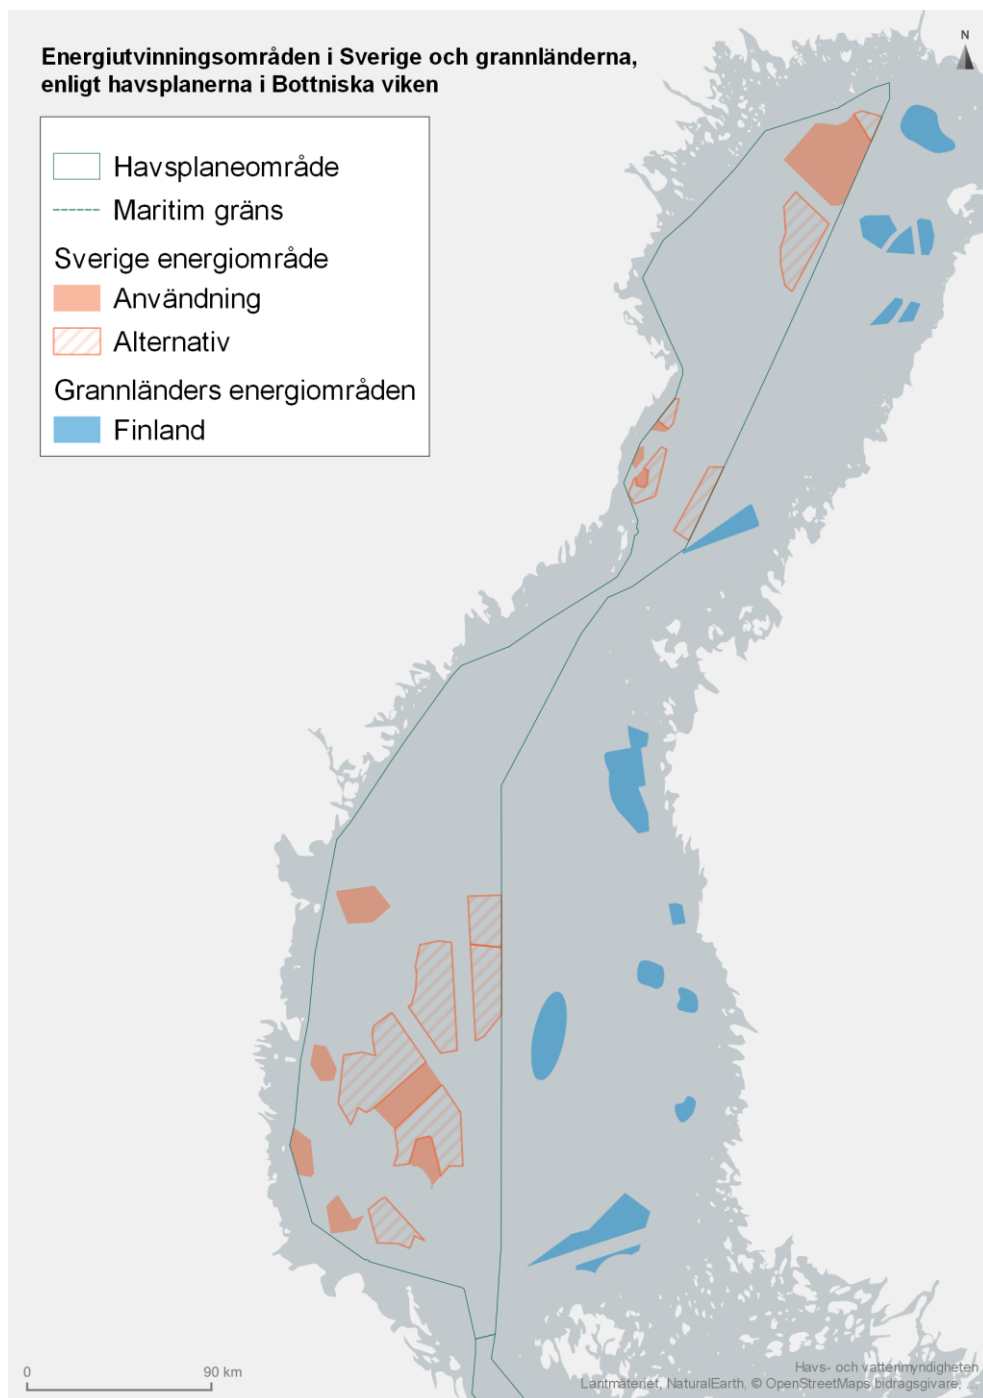 Energiutvinningsområden i Sverige och grannländerna,
enligt havsplanerna i Bottniska viken
N
Havsplaneområde
Maritim gräns
Sverige energiområde
Användning
Alternativ
Grannländers energiområden
Finland
0 90 km
Havs- och vattenmyndigheten
Lantmäteriet, NaturalEarth, © OpenStreetMaps bidragsgivare, ...